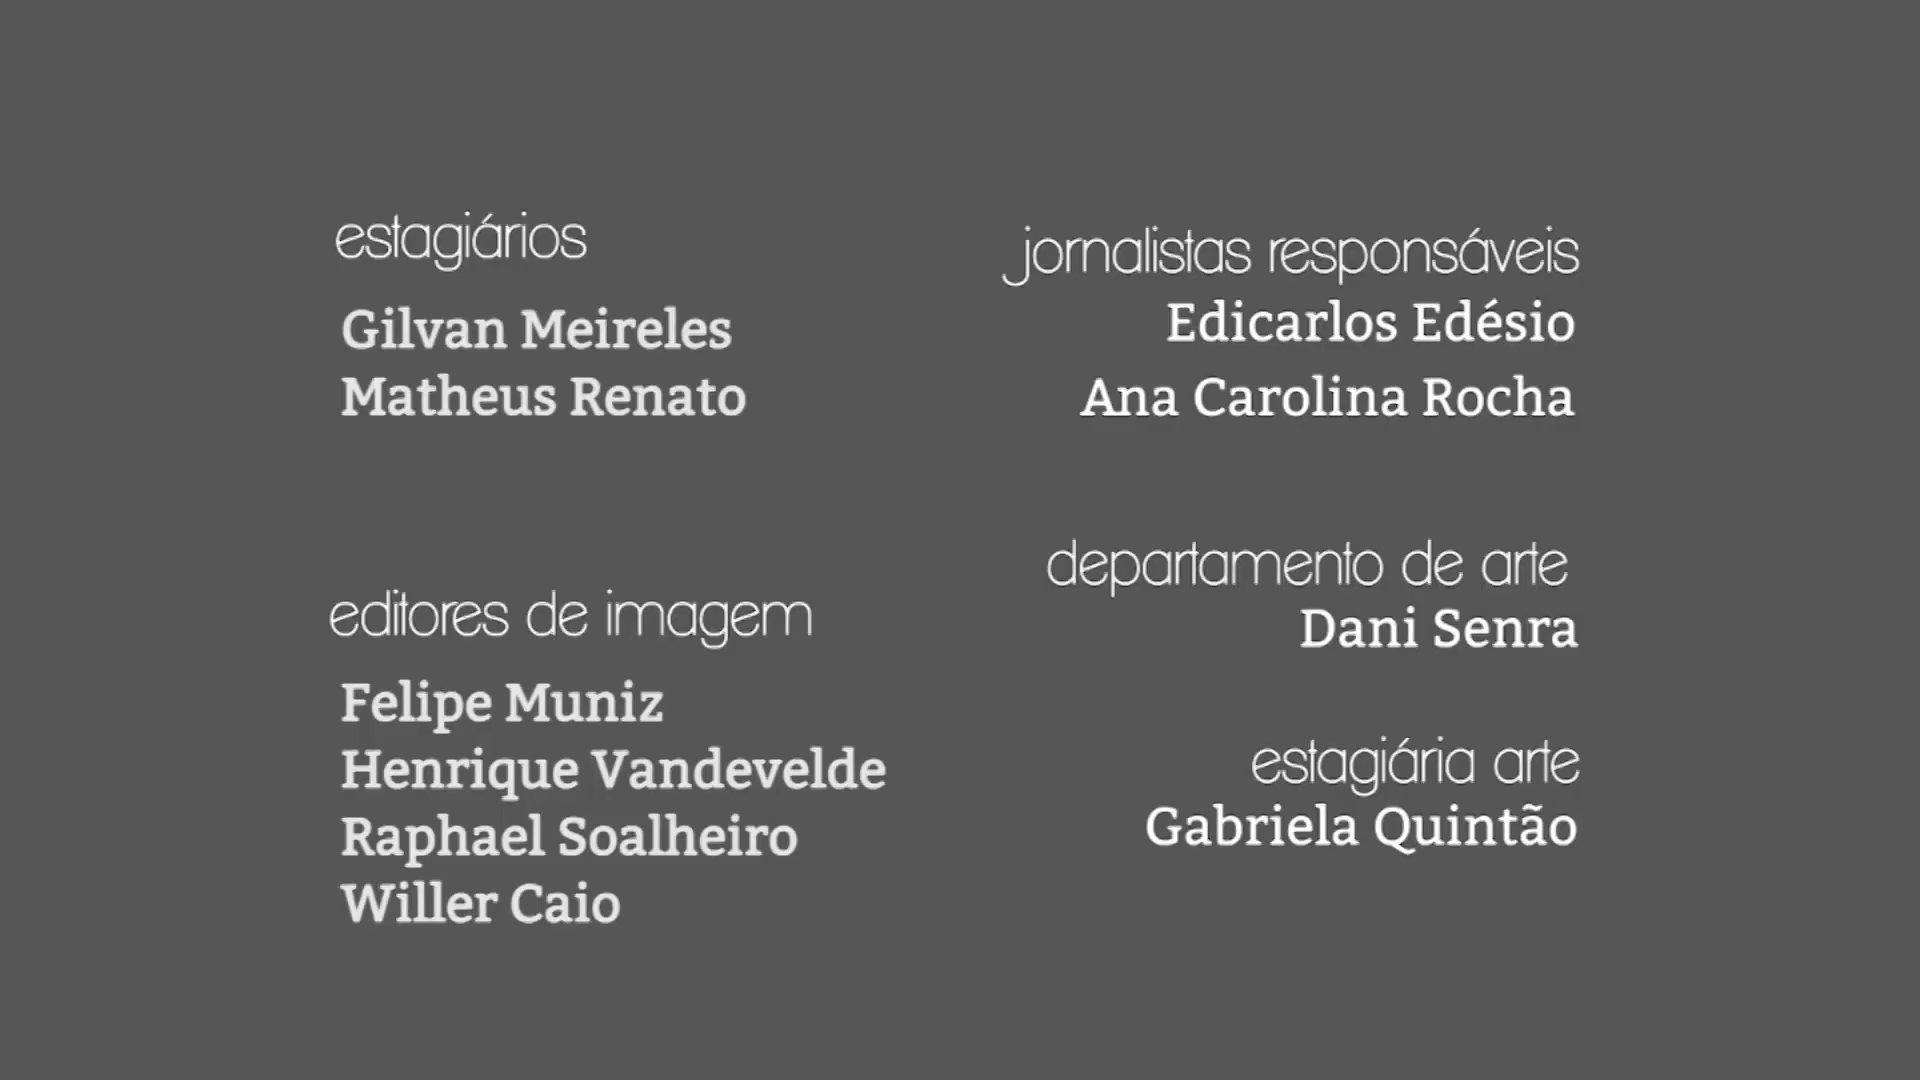 estagiários
Gilvan Meireles
Matheus Renato
editores de imagem
Felipe Muniz
Henrique Vandevelde
Raphael Soalheiro
Willer Caio
jornalistas responsáveis
Edicarlos Edésio
Ana Carolina Rocha
departamento de arte
Dani Senra
estagiária arte
Gabriela Quintão